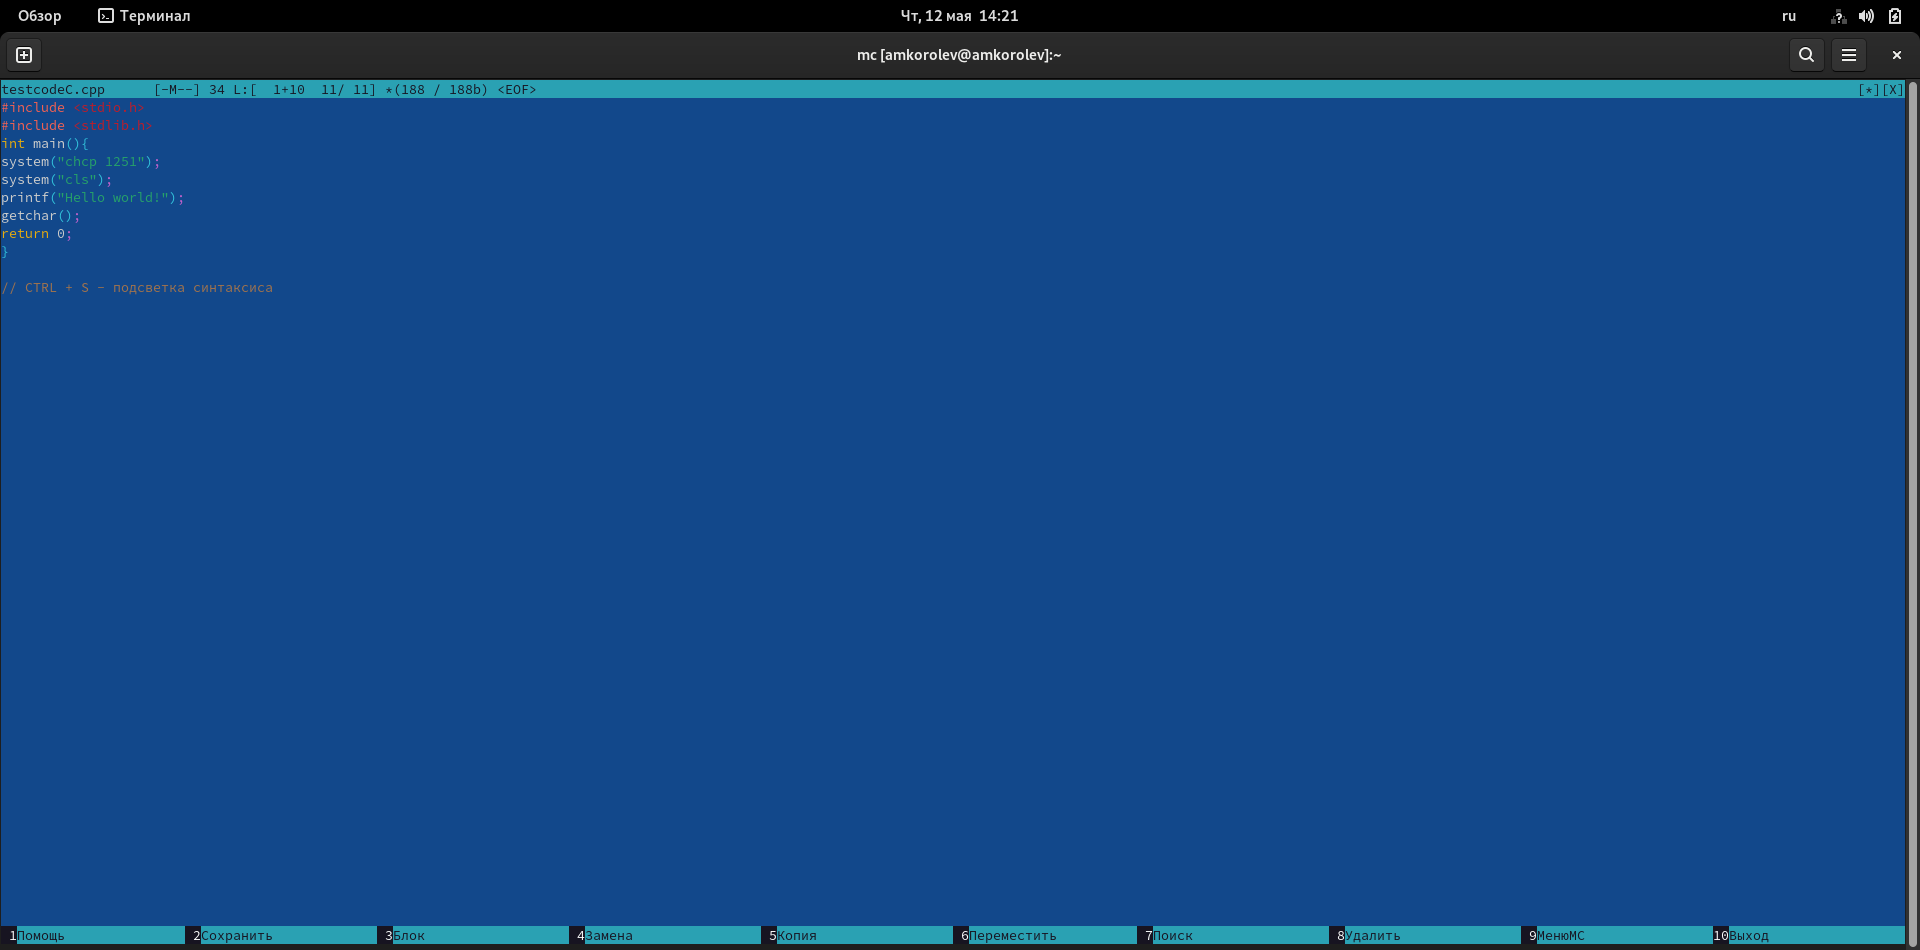 Обзор Терминал Чт, 12 мая 14:21 ru
mc [amkorolev@amkorolev]:~
testcodeC.cpp [-M--] 34 L:[ 1+10 11/ 11] *(188 / 188b) <EOF> [*][X]
#include <stdio.h>
#include <stdlib.h>
int main(){
system("chcp 1251");
system("cls");
printf("Hello world!");
getchar();
return 0;
}
// CTRL + S - подсветка синтаксиса
1Помощь 2Сохранить 3Блок 4Замена 5Копия 6Переместить 7Поиск 8Удалить 9МенюMC 10Выход